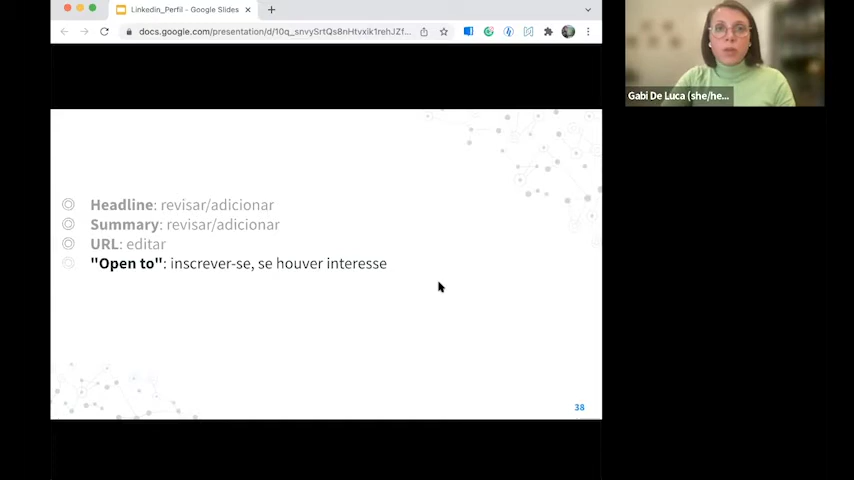 Linkedin_Perfil - Google Slides
docs.google.com/presentation/d/10q_snvySrtQs8nHtvxik1rehJZf...
Gabi De Luca (she/he...
Headline: revisar/adicionar
Summary: revisar/adicionar
URL: editar
"Open to": inscrever-se, se houver interesse
38